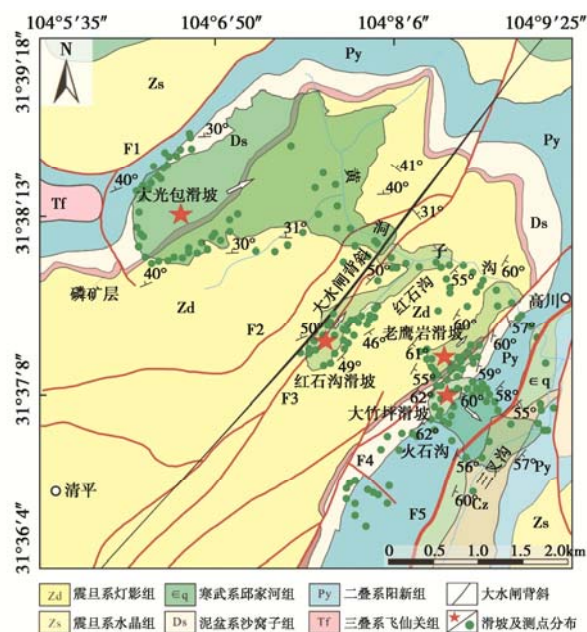 104°5′35″ 104°6′50″ 104°8′6″ 104°9′25″
31°39′18″
31°38′13″
31°37′8″
31°36′4″
N
Zs
Py
F1
30°
Ds
40°
大光包滑坡
Tf
黄
41°
40°
Py
31°
31°
30°
洞
Ds
40°
磷矿层
Zd
大水闸背斜
50°
子
红石沟
55°
沟
60°
高川
F2
50°
Zd
60°
57°
老鹰岩滑坡
46°
61°
60°
Py
∈q
49°
55°
59°
红石沟滑坡
F3
62°
60°
58°
大竹坪滑坡
55°
62°
火石沟
F4
56°
三叉沟
57°
Py
清平
F5
60°
Cz
Zs
0 0.5 1.0 1.5 2.0km
Zd 震旦系灯影组 ∈q 寒武系邱家河组 Py 二叠系阳新组 大水闸背斜
Zs 震旦系水晶组 Ds 泥盆系沙窝子组 Tf 三叠系飞仙关组 滑坡及测点分布